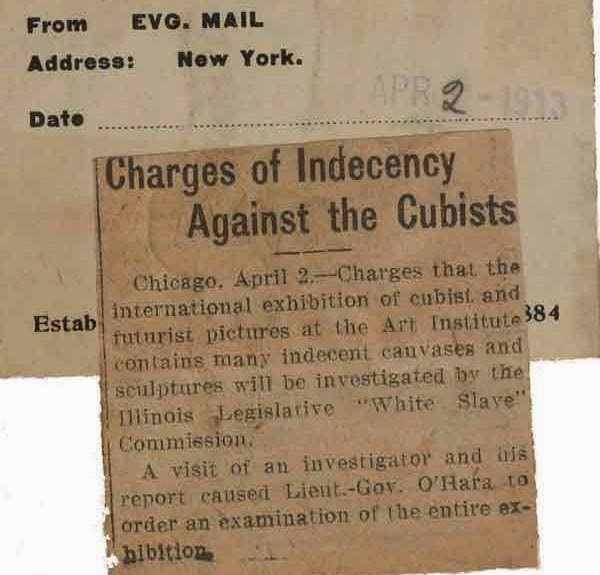 From EVG. MAIL
Address: New York.
APR 2 - 1913
Date
Charges of Indecency
Against the Cubists
Chicago, April 2.—Charges that the
international exhibition of cubist and
Estab
futurist pictures at the Art Institute
884
contains many indecent canvases and
sculptures will be investigated by the
Illinois Legislative "White Slave"
Commission.
A visit of an investigator and his
report caused Lieut.-Gov. O'Hara to
order an examination of the entire ex-
hibition.